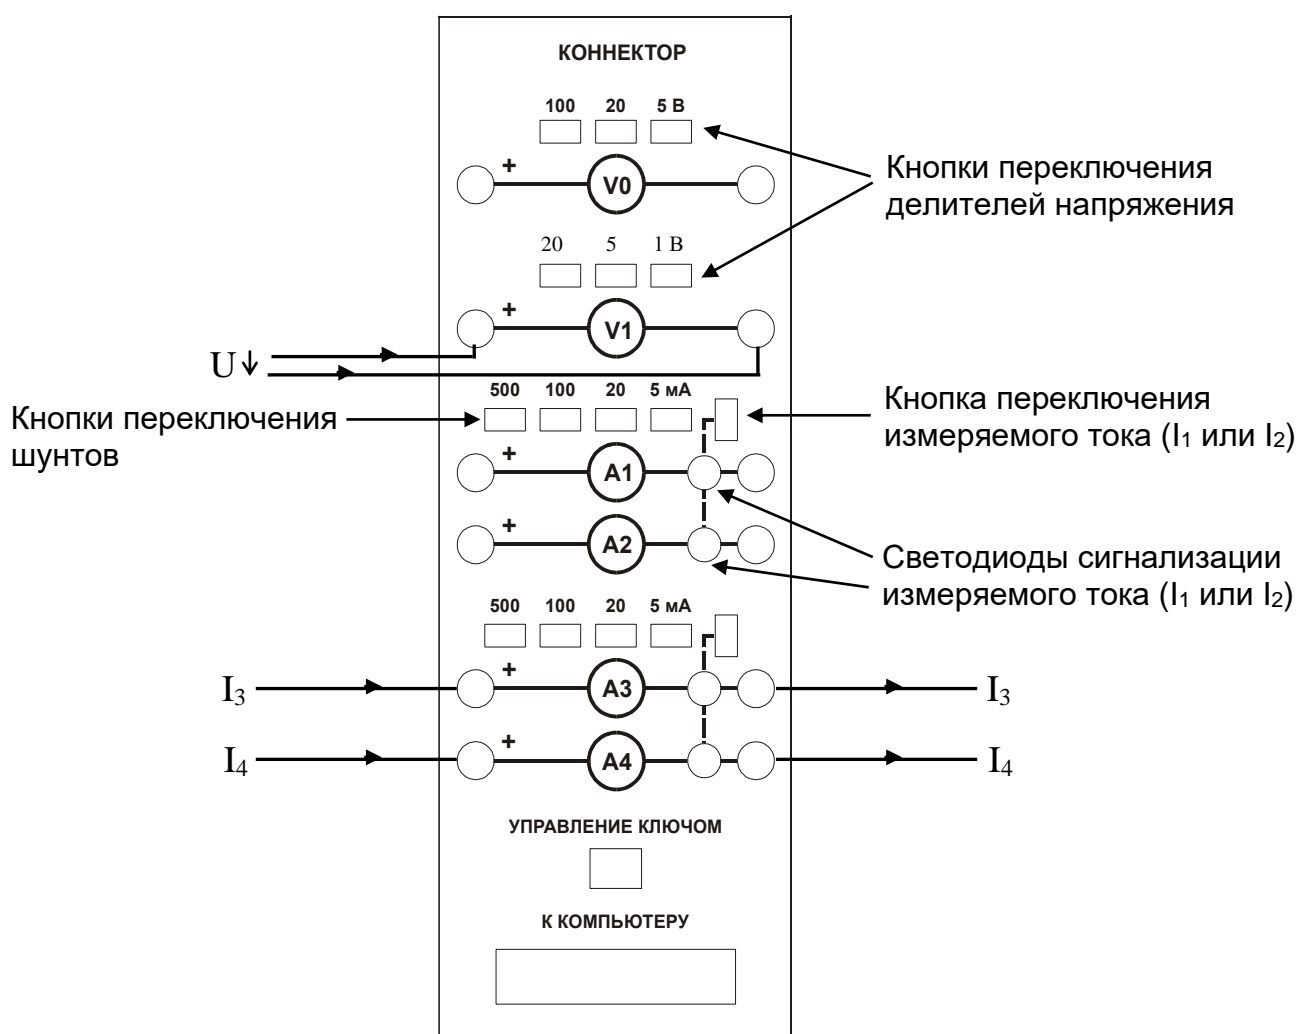 КОННЕКТОР
100 20 5 В
+ V0
Кнопки переключения
делителей напряжения
20 5 1 В
+ V1
U
500 100 20 5 мА
Кнопки переключения
шунтов
Кнопка переключения
измеряемого тока (I₁ или I₂)
+ A1
+ A2
Светодиоды сигнализации
измеряемого тока (I₁ или I₂)
500 100 20 5 мА
I₃ + A3 I₃
I₄ + A4 I₄
УПРАВЛЕНИЕ КЛЮЧОМ
К КОМПЬЮТЕРУ